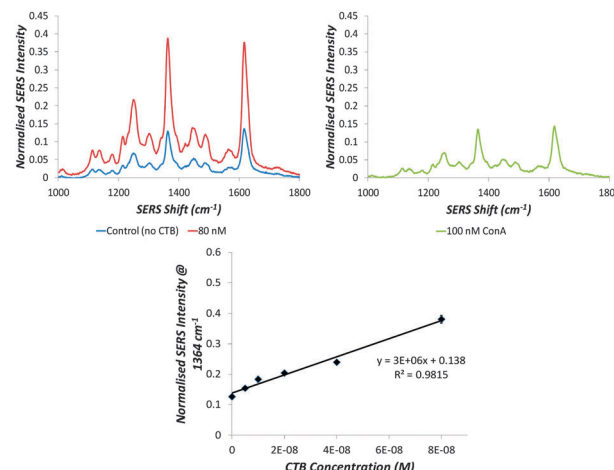 Normalised SERS Intensity
0.45
0.4
0.35
0.3
0.25
0.2
0.15
0.1
0.05
0
1000 1200 1400 1600 1800
SERS Shift (cm⁻¹)
Control (no CTB) 80 nM
Normalised SERS Intensity
0.45
0.4
0.35
0.3
0.25
0.2
0.15
0.1
0.05
0
1000 1200 1400 1600 1800
SERS Shift (cm⁻¹)
100 nM ConA
Normalised SERS Intensity @
1364 cm⁻¹
0.5
0.4
0.3
0.2
0.1
0
y = 3E+06x + 0.138
R² = 0.9815
0 2E-08 4E-08 6E-08 8E-08
CTB Concentration (M)